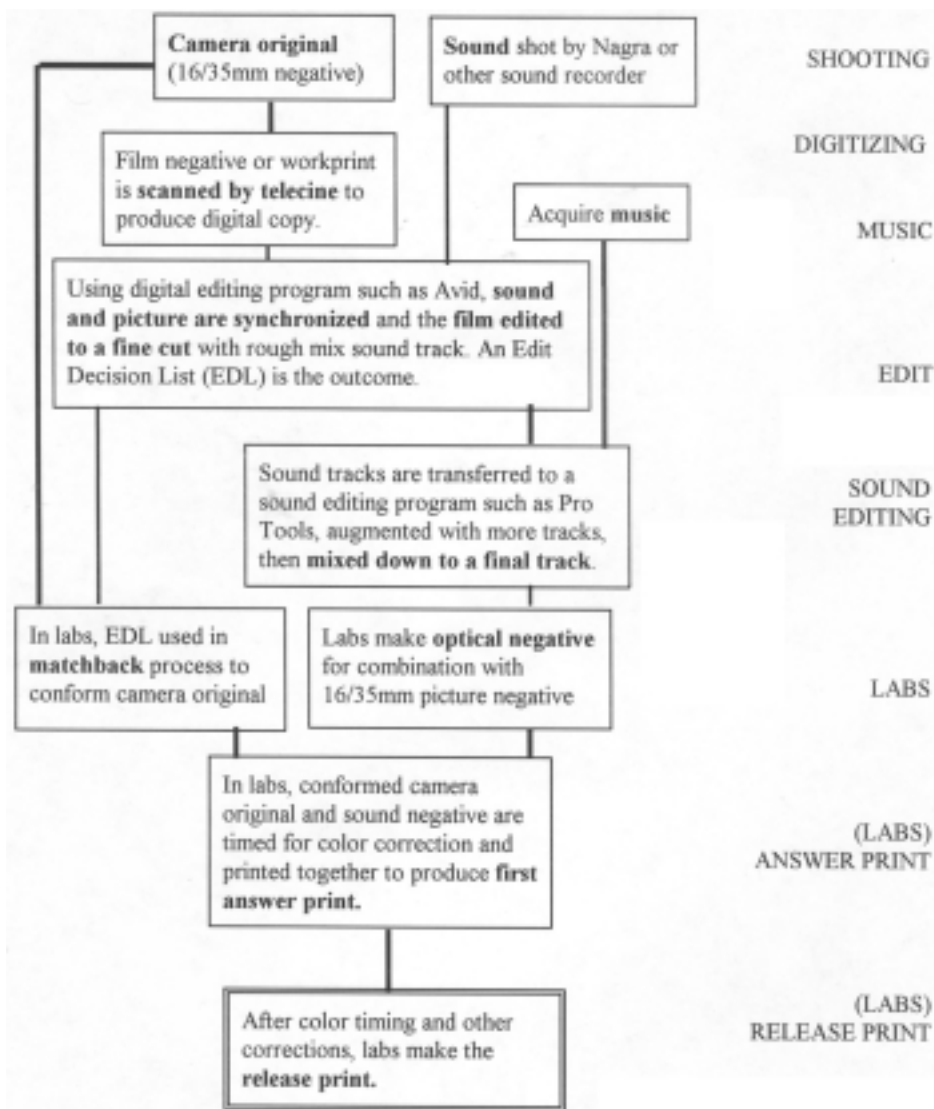 Camera original
(16/35mm negative)
Sound shot by Nagra or
other sound recorder
SHOOTING
Film negative or workprint
is scanned by telecine to
produce digital copy.
DIGITIZING
Acquire music
MUSIC
Using digital editing program such as Avid, sound
and picture are synchronized and the film edited
to a fine cut with rough mix sound track. An Edit
Decision List (EDL) is the outcome.
EDIT
Sound tracks are transferred to a
sound editing program such as Pro
Tools, augmented with more tracks,
then mixed down to a final track.
SOUND
EDITING
In labs, EDL used in
matchback process to
conform camera original
Labs make optical negative
for combination with
16/35mm picture negative
LABS
In labs, conformed camera
original and sound negative are
timed for color correction and
printed together to produce first
answer print.
(LABS)
ANSWER PRINT
After color timing and other
corrections, labs make the
release print.
(LABS)
RELEASE PRINT